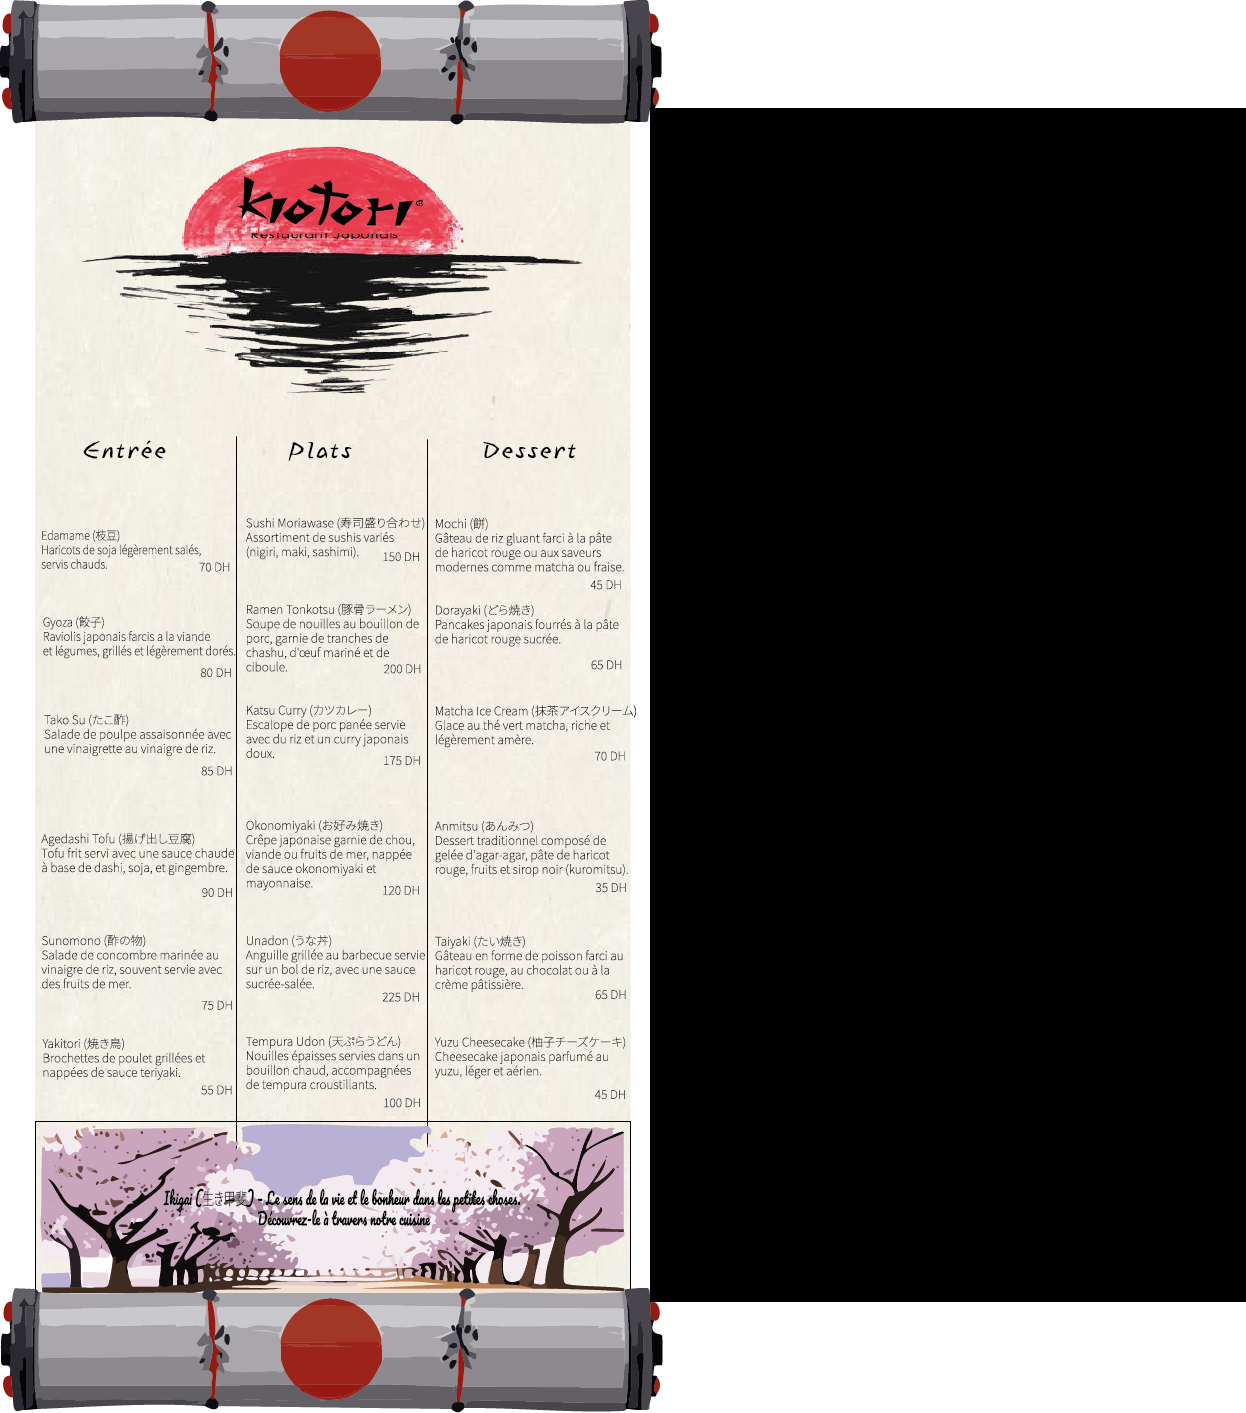 kiotori®
Restaurant Japonais
Entrée
Edamame (枝豆)
Haricots de soja légèrement salés,
servis chauds.
70 DH
Gyoza (餃子)
Raviolis japonais farcis a la viande
et légumes, grillés et légèrement dorés.
80 DH
Tako Su (たこ酢)
Salade de poulpe assaisonnée avec
une vinaigrette au vinaigre de riz.
85 DH
Agedashi Tofu (揚げ出し豆腐)
Tofu frit servi avec une sauce chaude
à base de dashi, soja, et gingembre.
90 DH
Sunomono (酢の物)
Salade de concombre marinée au
vinaigre de riz, souvent servie avec
des fruits de mer.
75 DH
Yakitori (焼き鳥)
Brochettes de poulet grillées et
nappées de sauce teriyaki.
55 DH
Plats
Sushi Moriawase (寿司盛り合わせ)
Assortiment de sushis variés
(nigiri, maki, sashimi).
150 DH
Ramen Tonkotsu (豚骨ラーメン)
Soupe de nouilles au bouillon de
porc, garnie de tranches de
chashu, d'œuf mariné et de
ciboule.
200 DH
Katsu Curry (カツカレー)
Escalope de porc panée servie
avec du riz et un curry japonais
doux.
175 DH
Okonomiyaki (お好み焼き)
Crêpe japonaise garnie de chou,
viande ou fruits de mer, nappée
de sauce okonomiyaki et
mayonnaise.
120 DH
Unadon (うな丼)
Anguille grillée au barbecue servie
sur un bol de riz, avec une sauce
sucrée-salée.
225 DH
Tempura Udon (天ぷらうどん)
Nouilles épaisses servies dans un
bouillon chaud, accompagnées
de tempura croustillants.
100 DH
Dessert
Mochi (餅)
Gâteau de riz gluant farci à la pâte
de haricot rouge ou aux saveurs
modernes comme matcha ou fraise.
45 DH
Dorayaki (どら焼き)
Pancakes japonais fourrés à la pâte
de haricot rouge sucrée.
65 DH
Matcha Ice Cream (抹茶アイスクリーム)
Glace au thé vert matcha, riche et
légèrement amère.
70 DH
Anmitsu (あんみつ)
Dessert traditionnel composé de
gelée d'agar-agar, pâte de haricot
rouge, fruits et sirop noir (kuromitsu).
35 DH
Taiyaki (たい焼き)
Gâteau en forme de poisson farci au
haricot rouge, au chocolat ou à la
crème pâtissière.
65 DH
Yuzu Cheesecake (柚子チーズケーキ)
Cheesecake japonais parfumé au
yuzu, léger et aérien.
45 DH
Ikigai (生き甲斐) - Le sens de la vie et le bonheur dans les petites choses.
Découvrez-le à travers notre cuisine